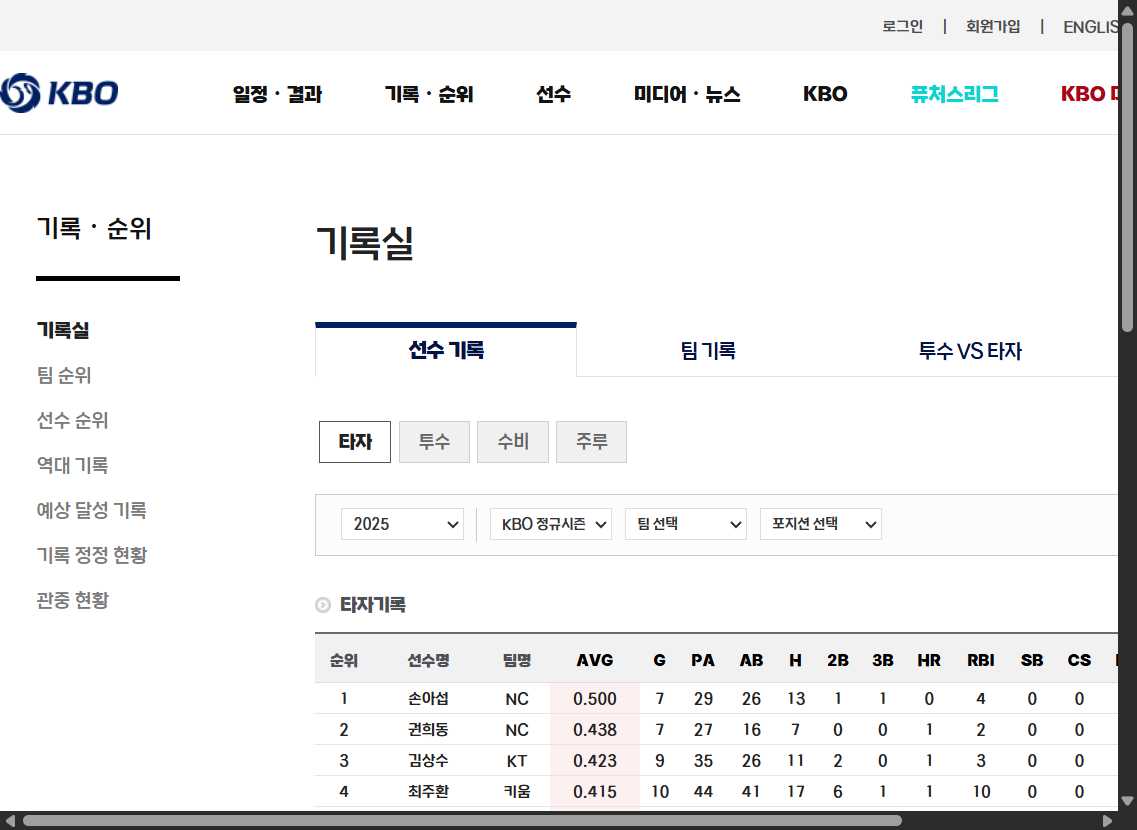 로그인 | 회원가입 | ENGLIS
KBO 일정 · 결과 기록 · 순위 선수 미디어 · 뉴스 KBO 퓨처스리그 KBO
기록 · 순위
기록실
팀 순위
선수 순위
역대 기록
예상 달성 기록
기록 정정 현황
관중 현황
기록실
선수 기록 팀 기록 투수 VS 타자
타자 투수 수비 주루
2025 KBO 정규시즌 팀 선택 포지션 선택
타자기록
순위 선수명 팀명 AVG G PA AB H 2B 3B HR RBI SB CS
1 손아섭 NC 0.500 7 29 26 13 1 1 0 4 0 0
2 권희동 NC 0.438 7 27 16 7 0 0 1 2 0 0
3 김상수 KT 0.423 9 35 26 11 2 0 1 3 0 0
4 최주환 키움 0.415 10 44 41 17 6 1 1 10 0 0